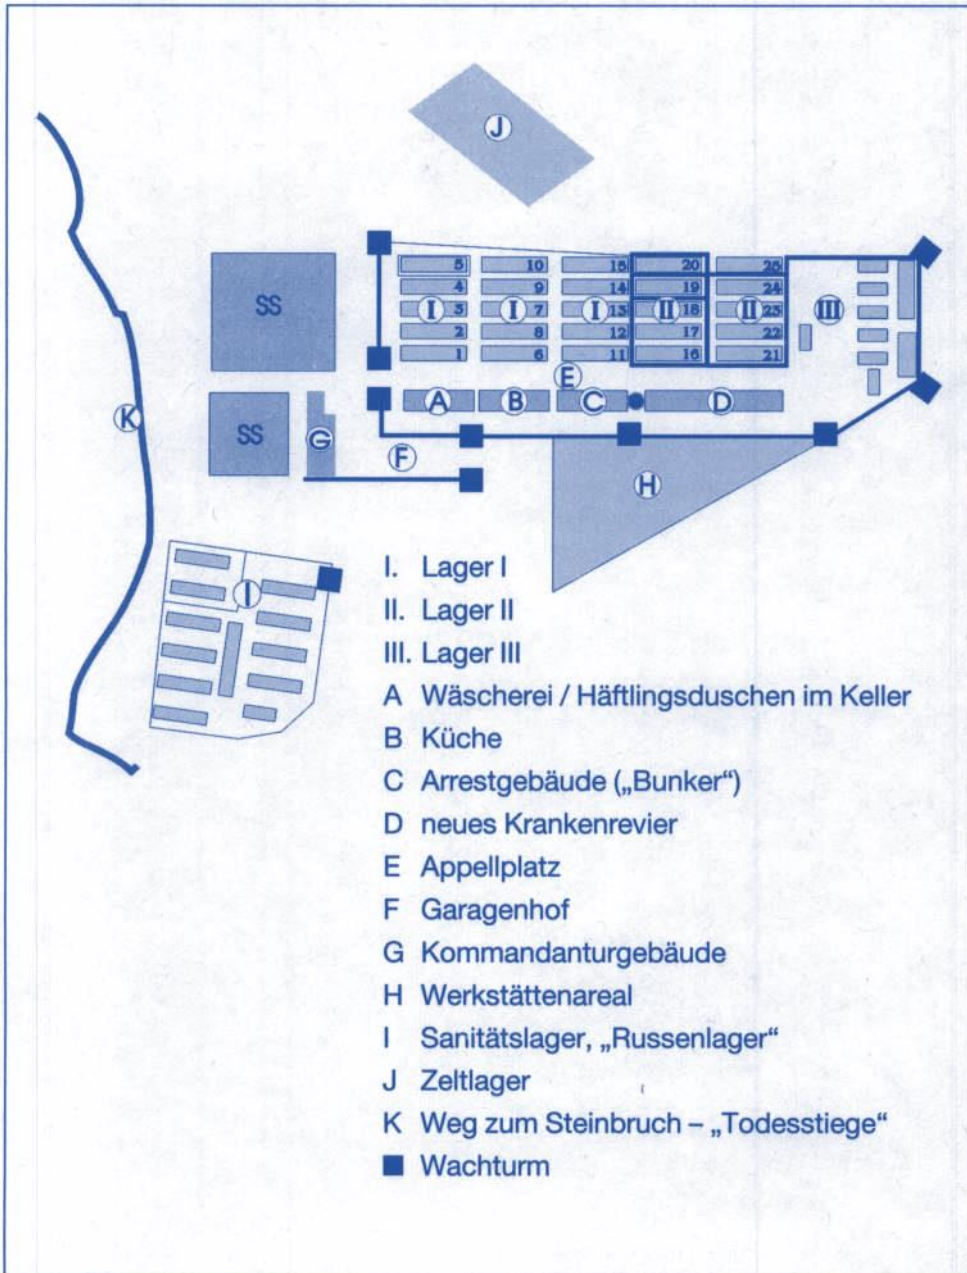 J
SS
5 10 15 20 25
4 9 14 19 24
I I I II II III
3 7 13 18 23
2 8 12 17 22
1 6 11 16 21
E
K
A B C D
SS G
F
H
I
I. Lager I
II. Lager II
III. Lager III
A Wäscherei / Häftlingsduschen im Keller
B Küche
C Arrestgebäude („Bunker“)
D neues Krankenrevier
E Appellplatz
F Garagenhof
G Kommandanturgebäude
H Werkstättenareal
I Sanitätslager, „Russenlager“
J Zeltlager
K Weg zum Steinbruch – „Todesstiege“
■ Wachturm